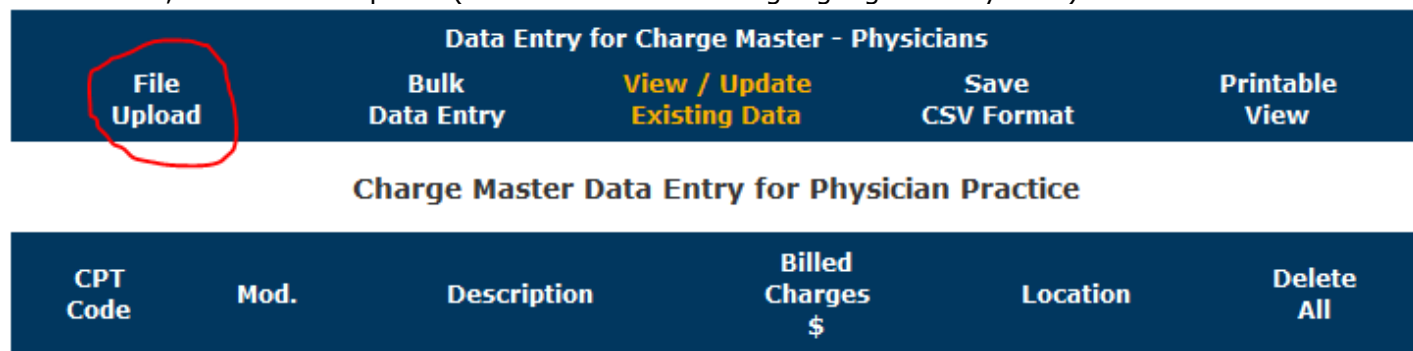 Data Entry for Charge Master - Physicians
File Upload
Bulk Data Entry
View / Update Existing Data
Save CSV Format
Printable View
Charge Master Data Entry for Physician Practice
CPT Code
Mod.
Description
Billed Charges $
Location
Delete All